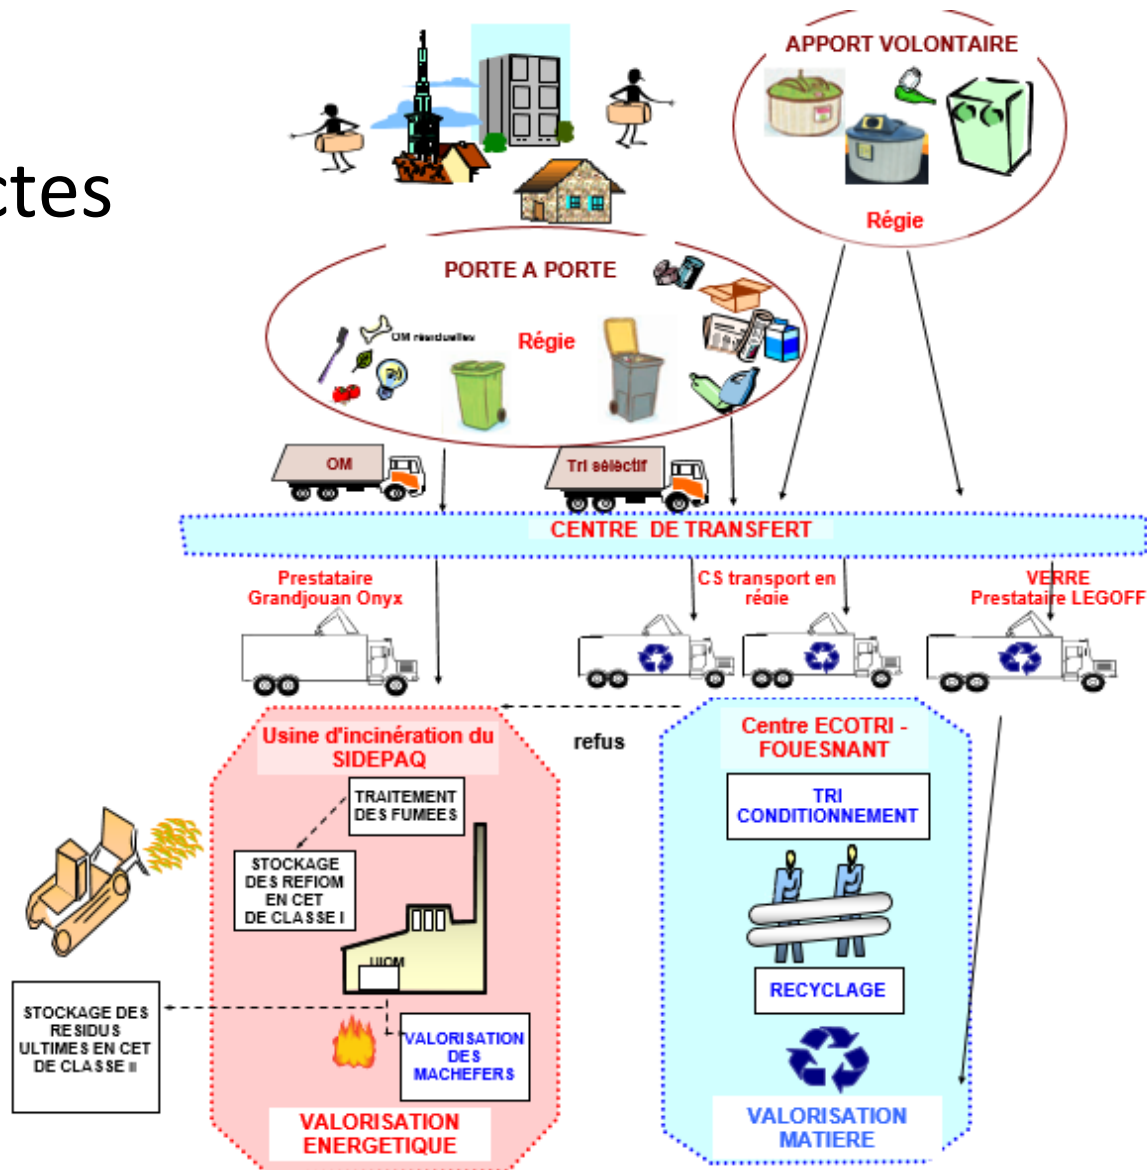 ctes
APPORT VOLONTAIRE
Régie
PORTE A PORTE
OM résiduelles
Régie
OM
Tri sélèctif
CENTRE DE TRANSFERT
Prestataire
Grandjouan Onyx
CS transport en
régie
VERRE
Prestataire LEGOFF
refus
Usine d'incinération du
SIDEPAQ
Centre ECOTRI -
FOUESNANT
TRAITEMENT
DES FUMEES
TRI
CONDITIONNEMENT
STOCKAGE
DES REFIOM
EN CET
DE CLASSE I
UIOM
RECYCLAGE
STOCKAGE DES
RESIDUS
ULTIMES EN CET
DE CLASSE II
VALORISATION
DES
MACHEFERS
VALORISATION
ENERGETIQUE
VALORISATION
MATIERE